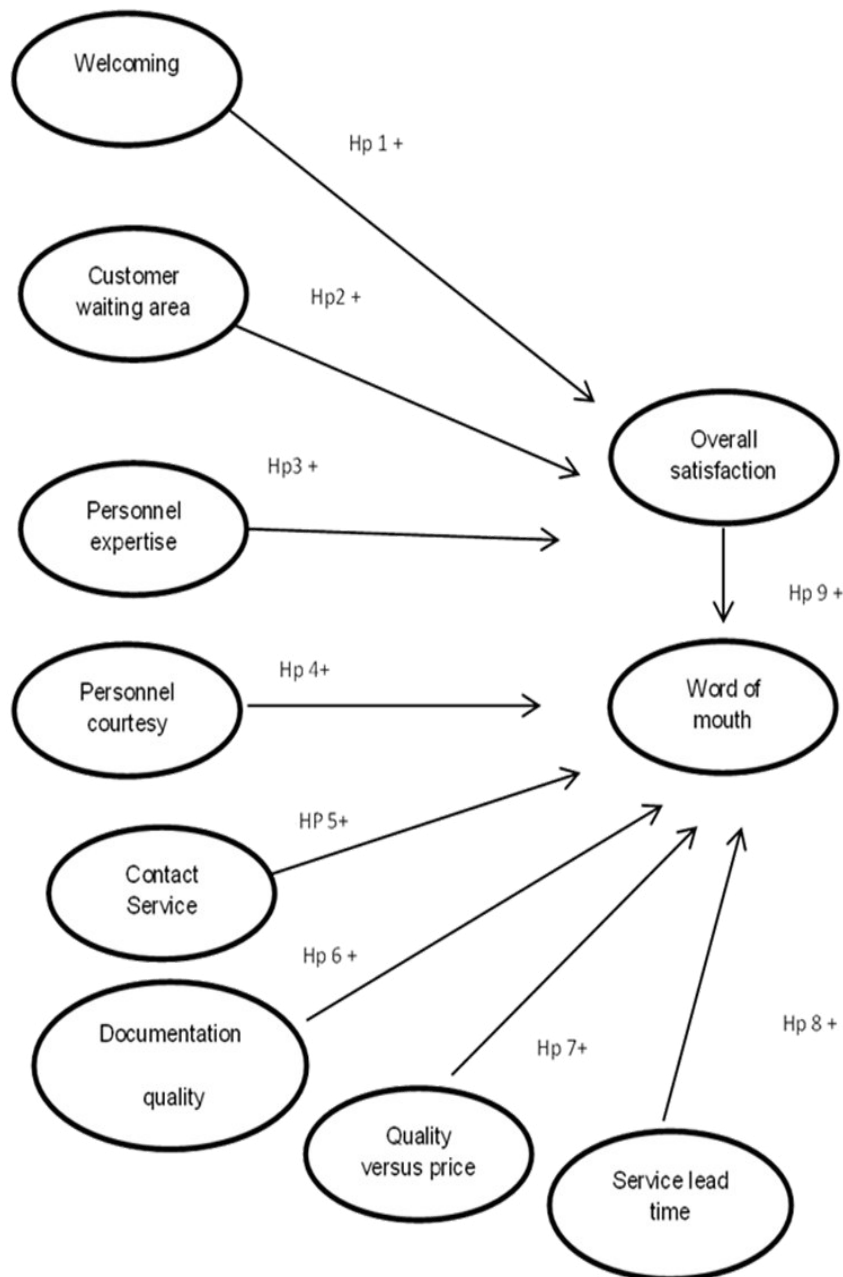 Welcoming
Hp 1 +
Customer
waiting area
Hp2 +
Overall
satisfaction
Hp3 +
Personnel
expertise
Hp 9 +
Personnel
courtesy
Hp 4+
Word of
mouth
HP 5+
Contact
Service
Hp 6 +
Documentation
quality
Hp 7+
Hp 8 +
Quality
versus price
Service lead
time